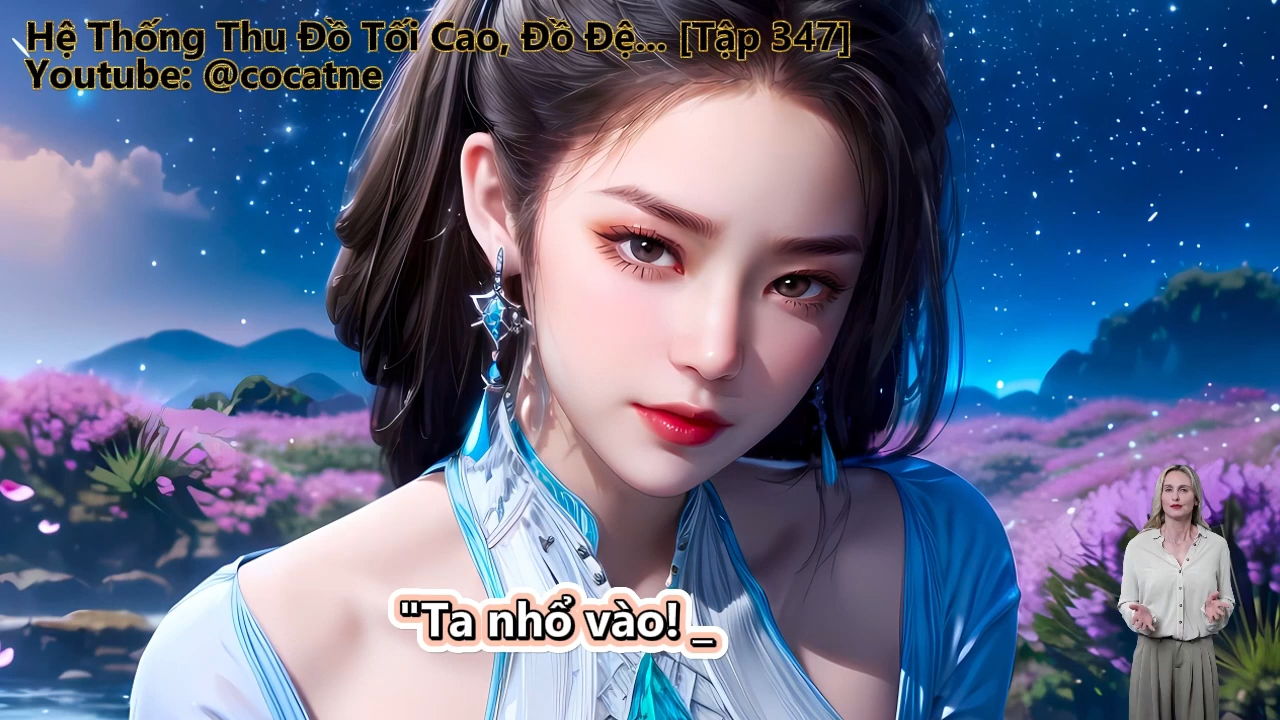 Hệ Thống Thu Đồ Tối Cao, Đồ Đệ... [Tập 347]
Youtube: @cocatne
"Ta nhổ vào! _